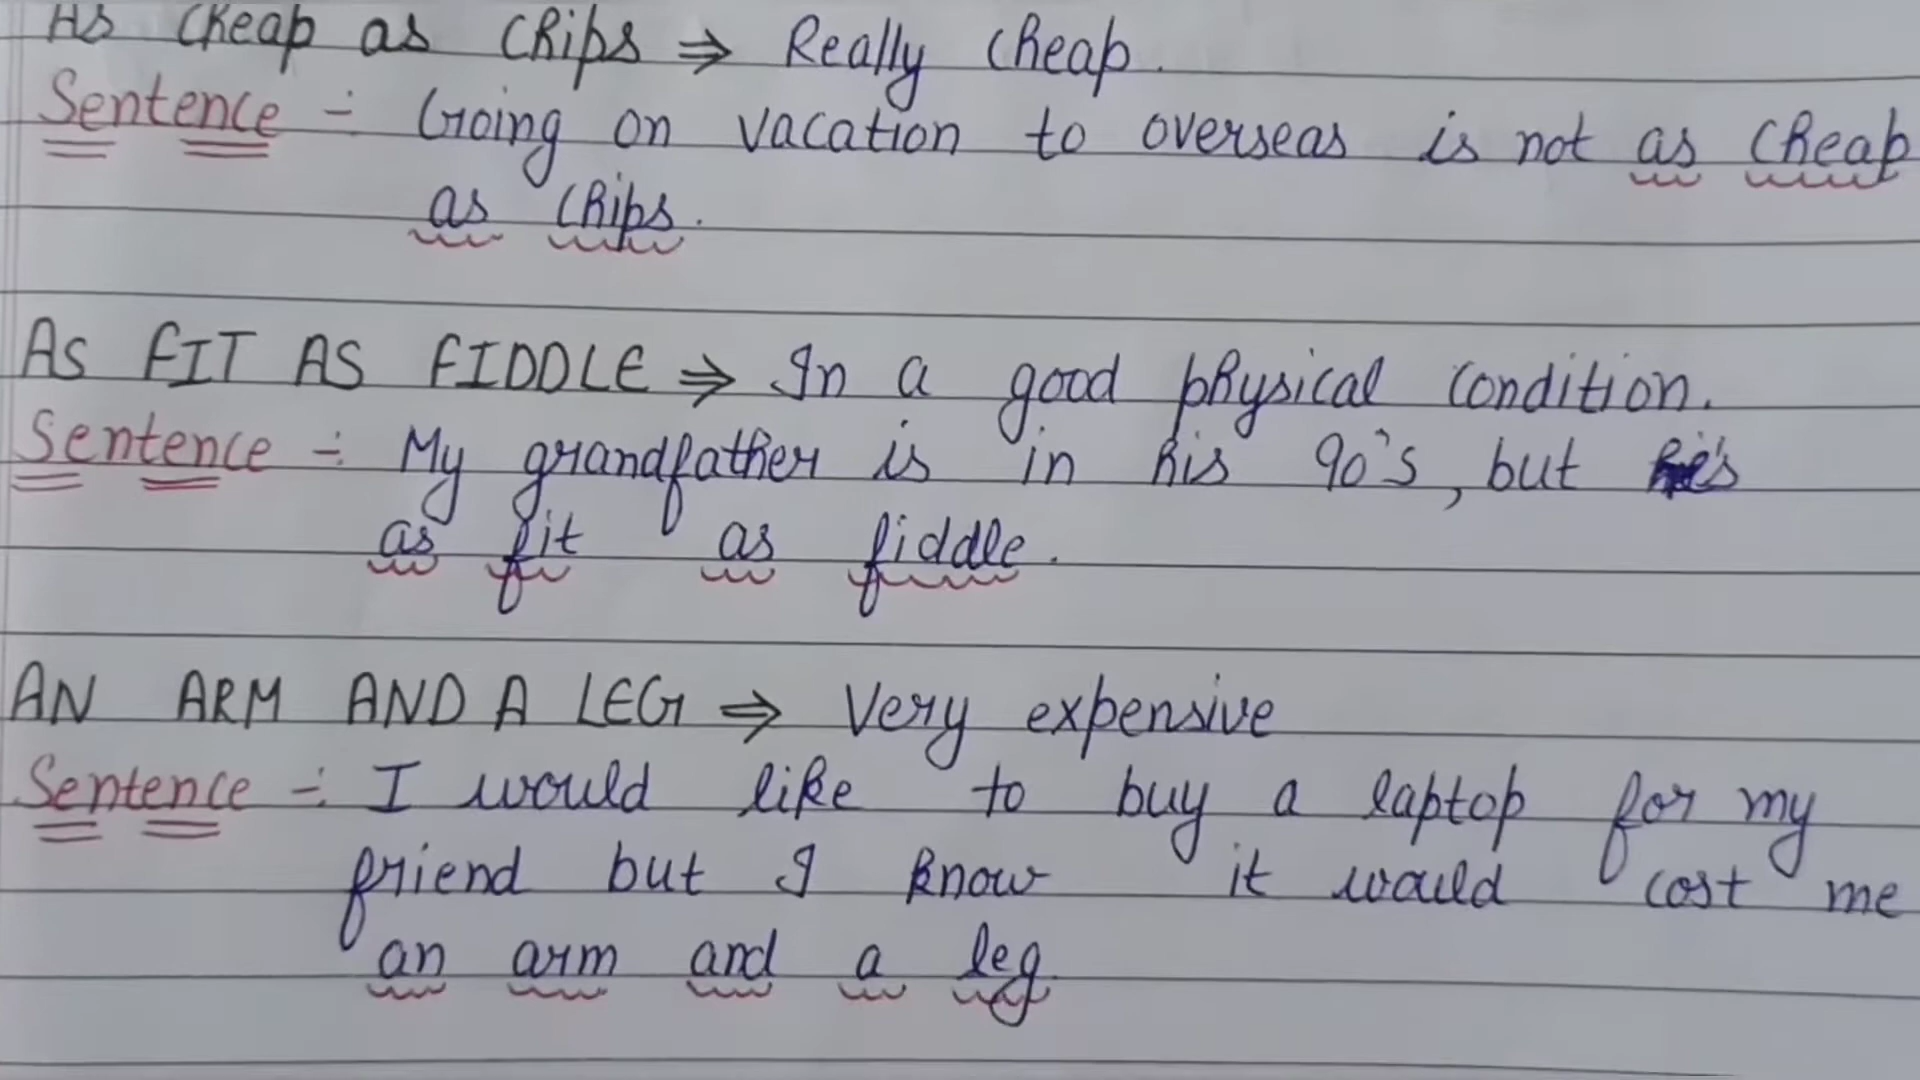 As cheap as chips ⇒ Really cheap.
Sentence :- Going on vacation to overseas is not as cheap
as chips.
AS FIT AS FIDDLE ⇒ In a good physical condition.
Sentence :- My grandfather is in his 90's, but he's
as fit as fiddle.
AN ARM AND A LEG ⇒ Very expensive
Sentence :- I would like to buy a laptop for my
friend but I know it would cost me
an arm and a leg